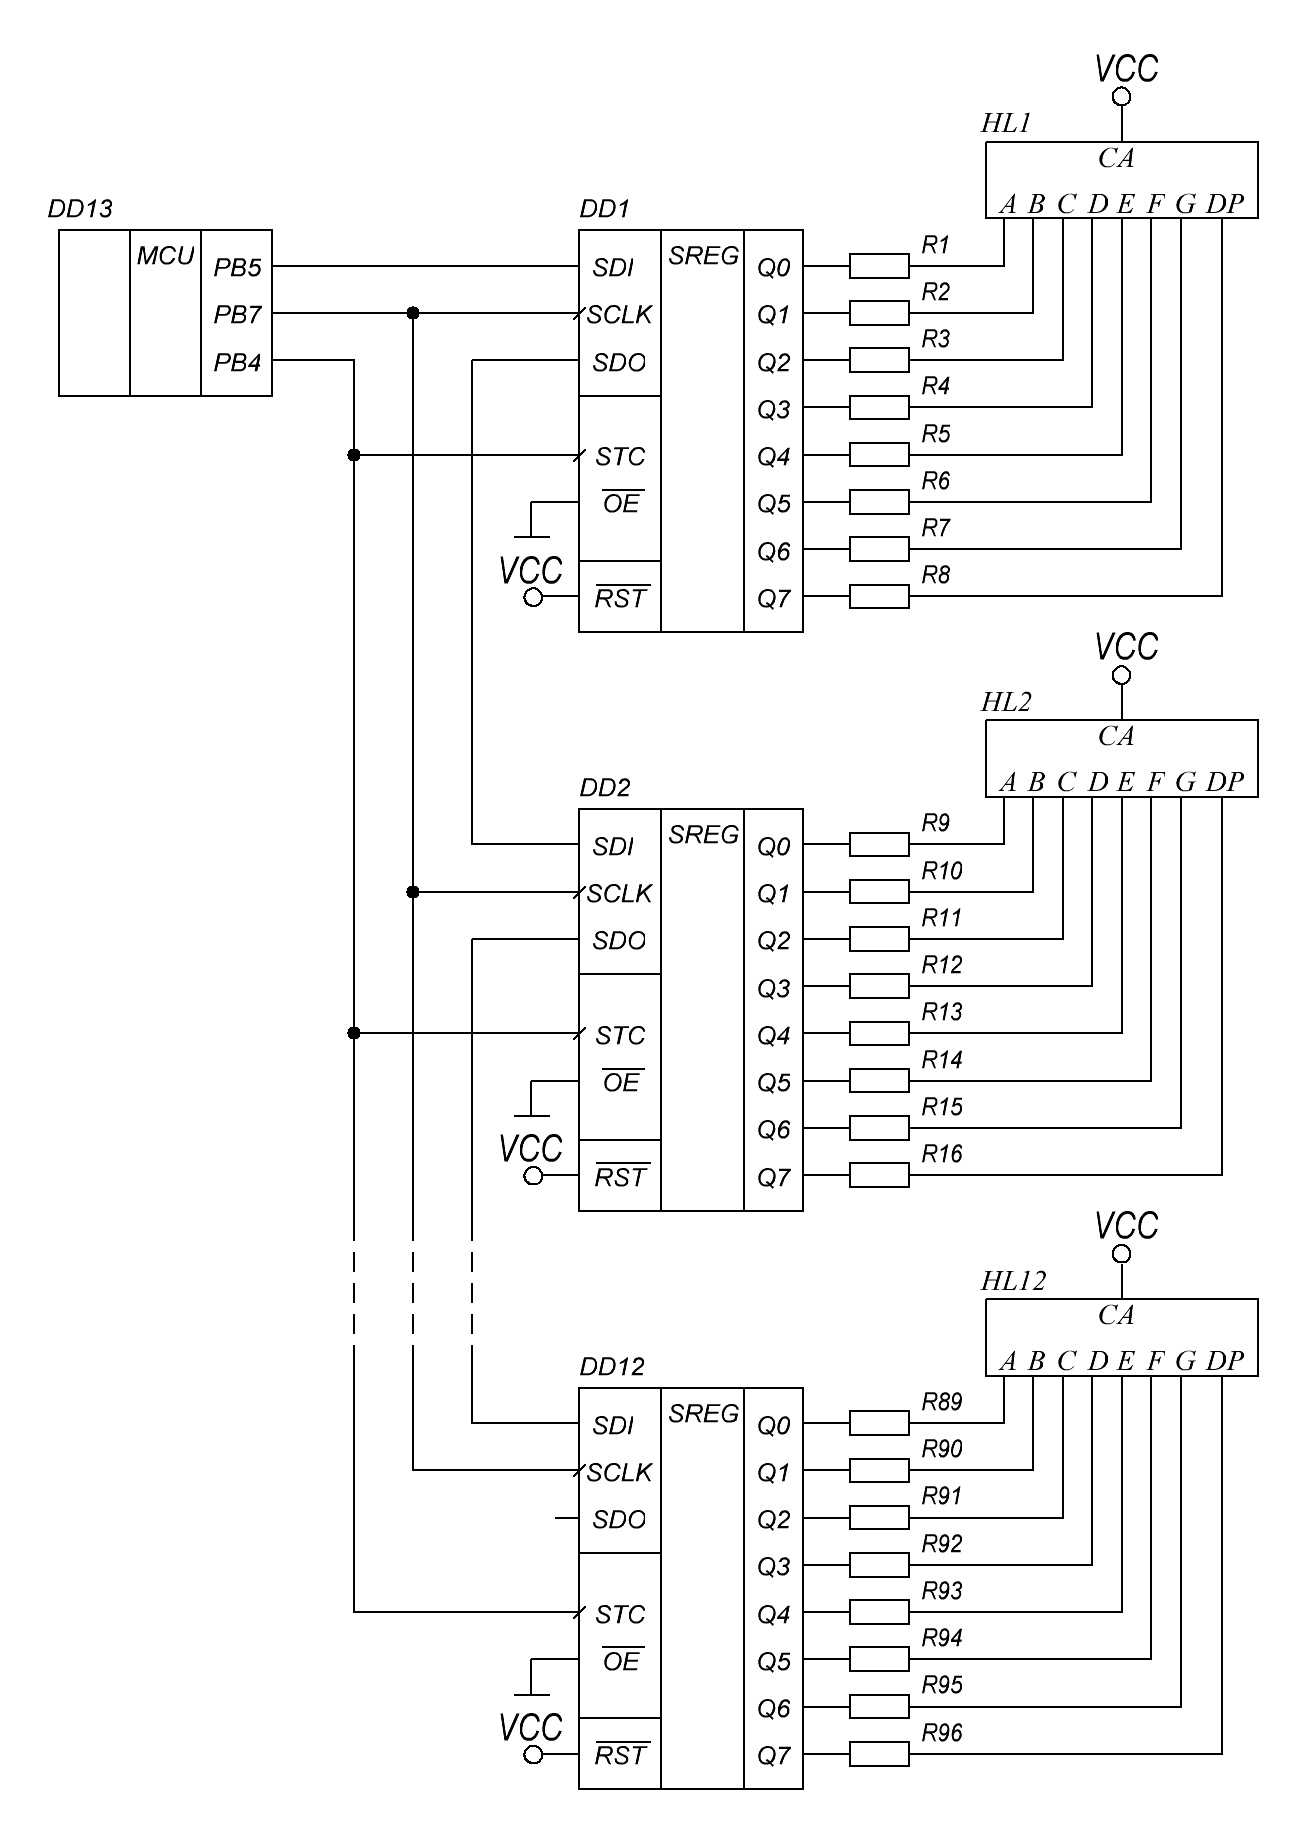 VCC
HL1
CA
A B C D E F G DP
DD13
MCU
PB5
PB7
PB4
DD1
SREG
SDI
SCLK
SDO
STC
OE
VCC
RST
Q0
Q1
Q2
Q3
Q4
Q5
Q6
Q7
R1
R2
R3
R4
R5
R6
R7
R8
VCC
HL2
CA
A B C D E F G DP
DD2
SREG
SDI
SCLK
SDO
STC
OE
VCC
RST
Q0
Q1
Q2
Q3
Q4
Q5
Q6
Q7
R9
R10
R11
R12
R13
R14
R15
R16
VCC
HL12
CA
A B C D E F G DP
DD12
SREG
SDI
SCLK
SDO
STC
OE
VCC
RST
Q0
Q1
Q2
Q3
Q4
Q5
Q6
Q7
R89
R90
R91
R92
R93
R94
R95
R96